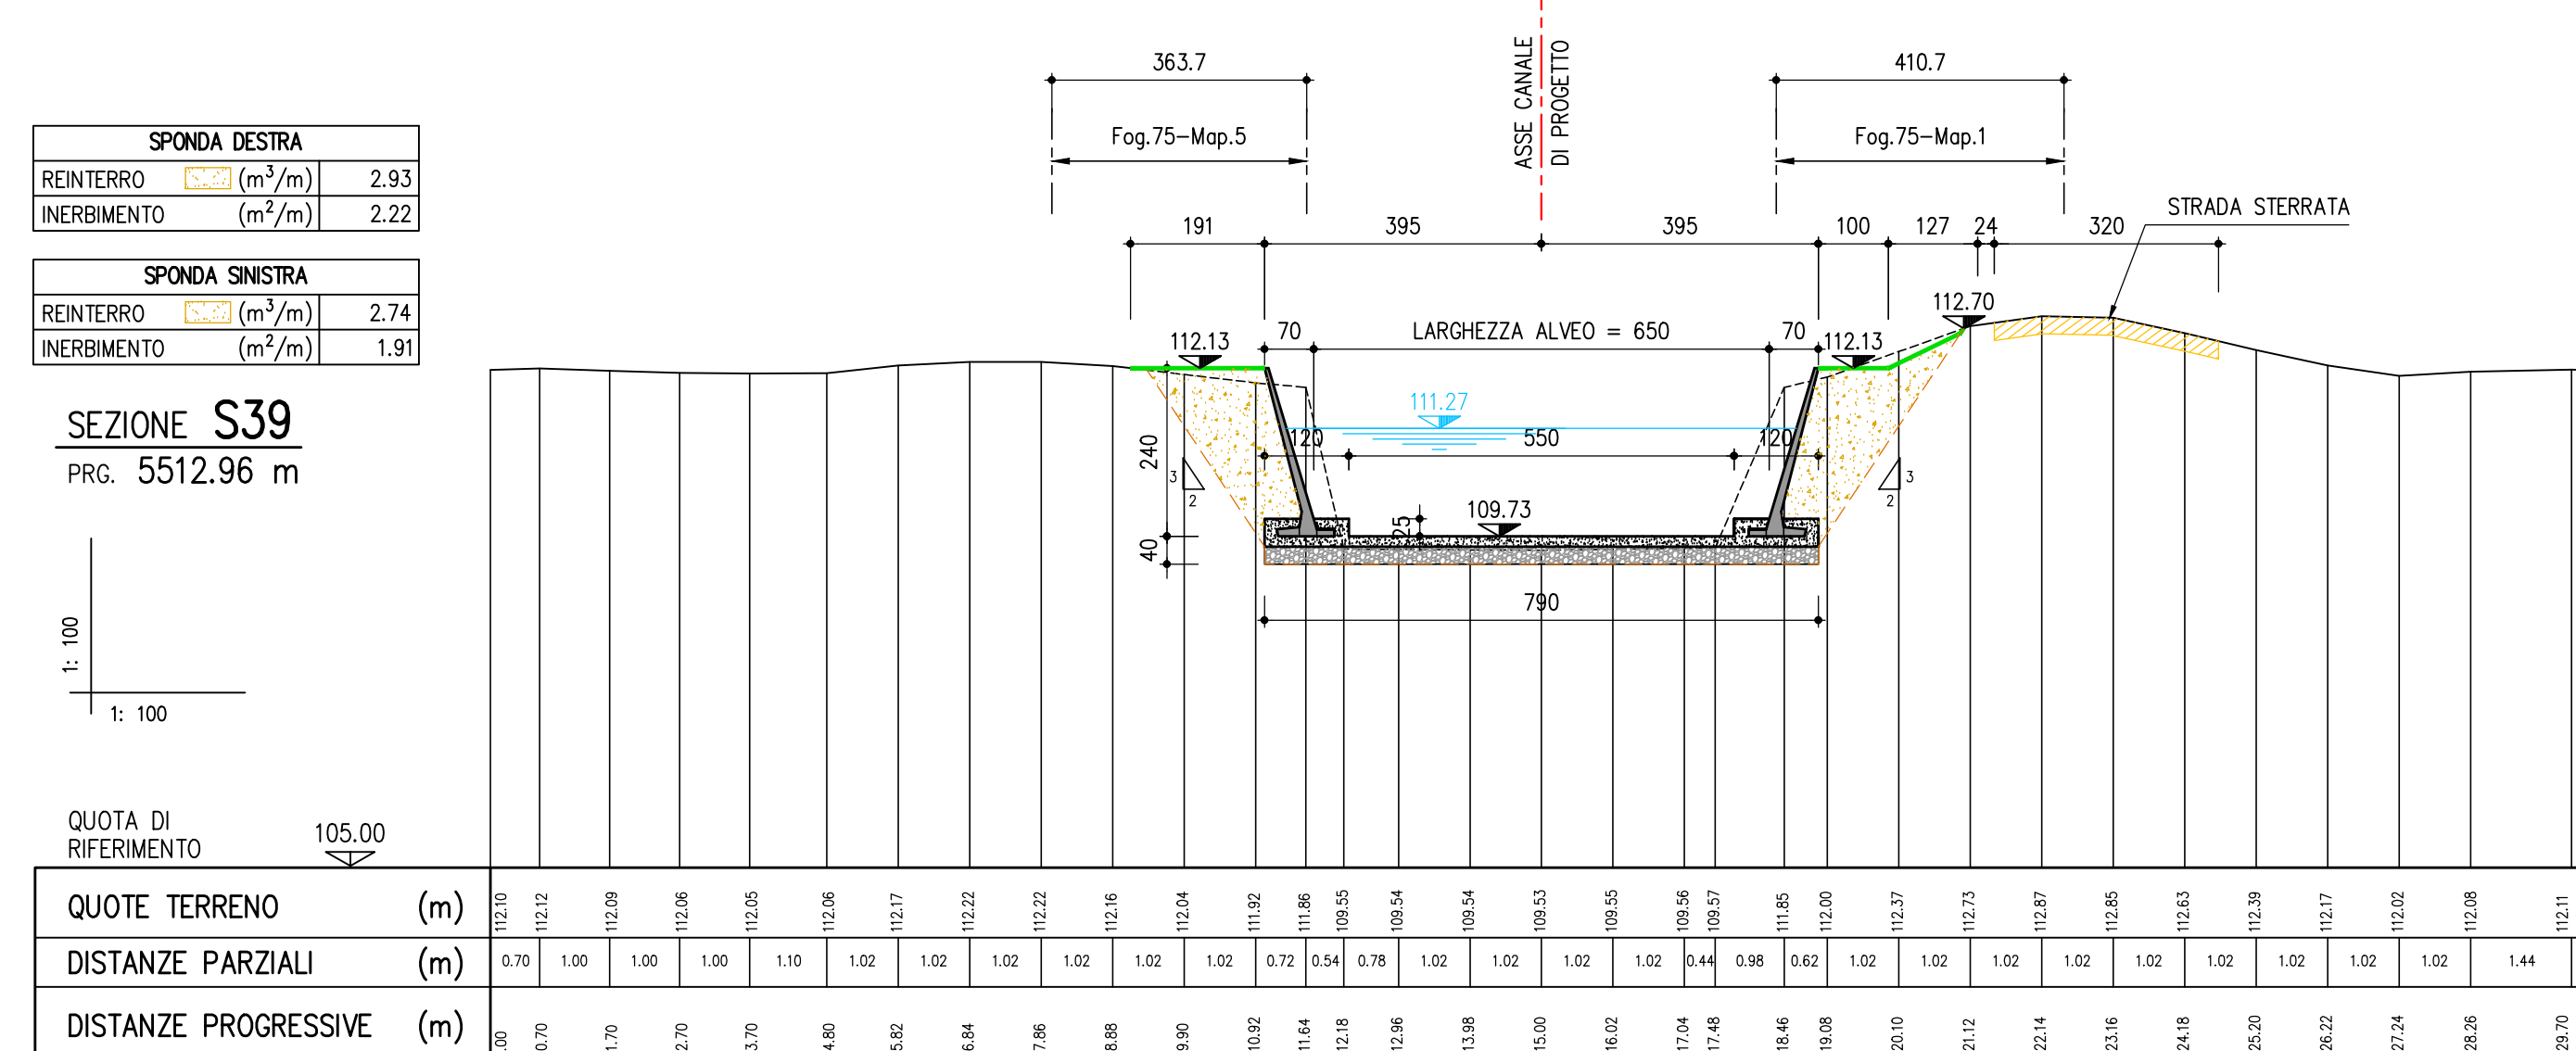 363.7
ASSE CANALE
DI PROGETTO
410.7
Fog.75-Map.5
Fog.75-Map.1
SPONDA DESTRA
REINTERRO (m³/m) 2.93
INERBIMENTO (m²/m) 2.22
SPONDA SINISTRA
REINTERRO (m³/m) 2.74
INERBIMENTO (m²/m) 1.91
STRADA STERRATA
191 395 395 100 127 24 320
112.70
112.13 70 LARGHEZZA ALVEO = 650 70 112.13
111.27
120 550 120
240
3
2
3
2
109.73
25
40
790
SEZIONE S39
PRG. 5512.96 m
1: 100
1: 100
QUOTA DI
RIFERIMENTO
105.00
QUOTE TERRENO (m) 112.10 112.12 112.09 112.06 112.05 112.06 112.17 112.22 112.22 112.16 112.04 111.92 111.86 109.55 109.54 109.54 109.53 109.55 109.56 109.57 111.85 112.00 112.37 112.73 112.87 112.85 112.63 112.39 112.17 112.02 112.08 112.11
DISTANZE PARZIALI (m) 0.70 1.00 1.00 1.00 1.10 1.02 1.02 1.02 1.02 1.02 1.02 0.72 0.54 0.78 1.02 1.02 1.02 1.02 0.44 0.98 0.62 1.02 1.02 1.02 1.02 1.02 1.02 1.02 1.02 1.02 1.44
DISTANZE PROGRESSIVE (m) .00 0.70 1.70 2.70 3.70 4.80 5.82 6.84 7.86 8.88 9.90 10.92 11.64 12.18 12.96 13.98 15.00 16.02 17.04 17.48 18.46 19.08 20.10 21.12 22.14 23.16 24.18 25.20 26.22 27.24 28.26 29.70